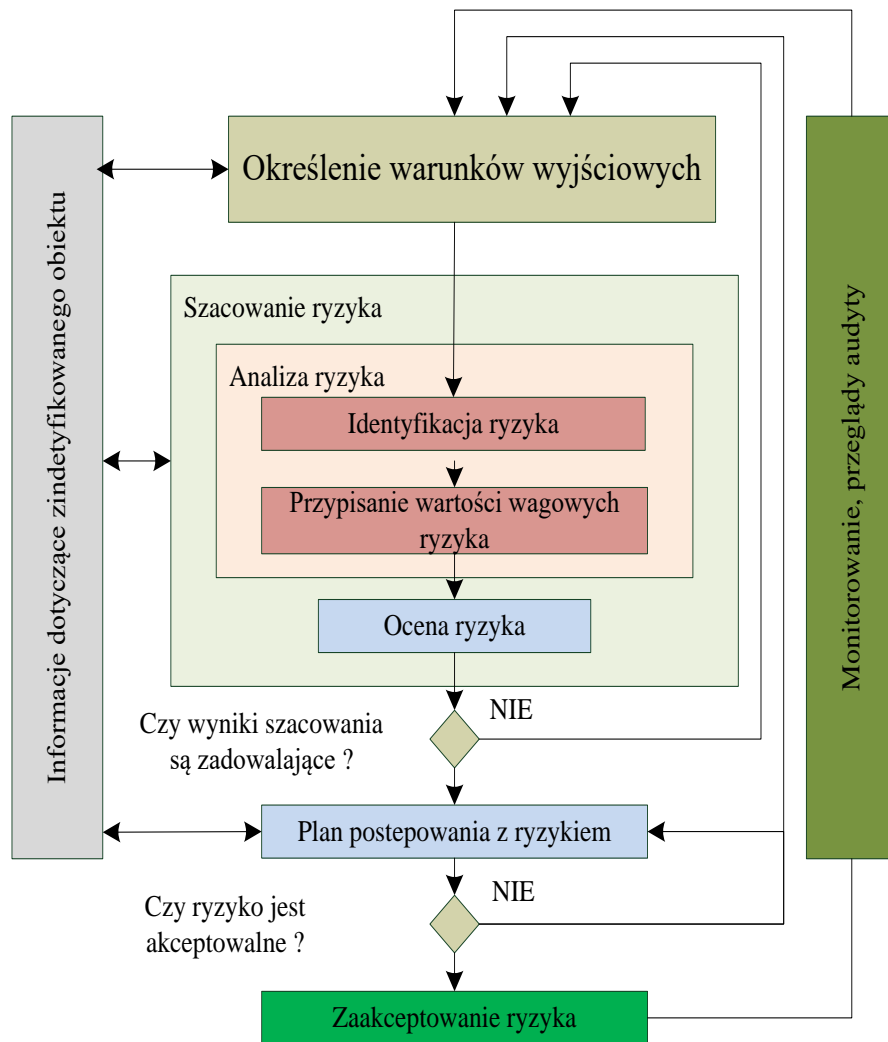 Określenie warunków wyjściowych
Informacje dotyczące zindetyfikowanego obiektu
Monitorowanie, przeglądy audyty
Szacowanie ryzyka
Analiza ryzyka
Identyfikacja ryzyka
Przypisanie wartości wagowych
ryzyka
Ocena ryzyka
Czy wyniki szacowania
są zadowalające ?
NIE
Plan postepowania z ryzykiem
Czy ryzyko jest
akceptowalne ?
NIE
Zaakceptowanie ryzyka